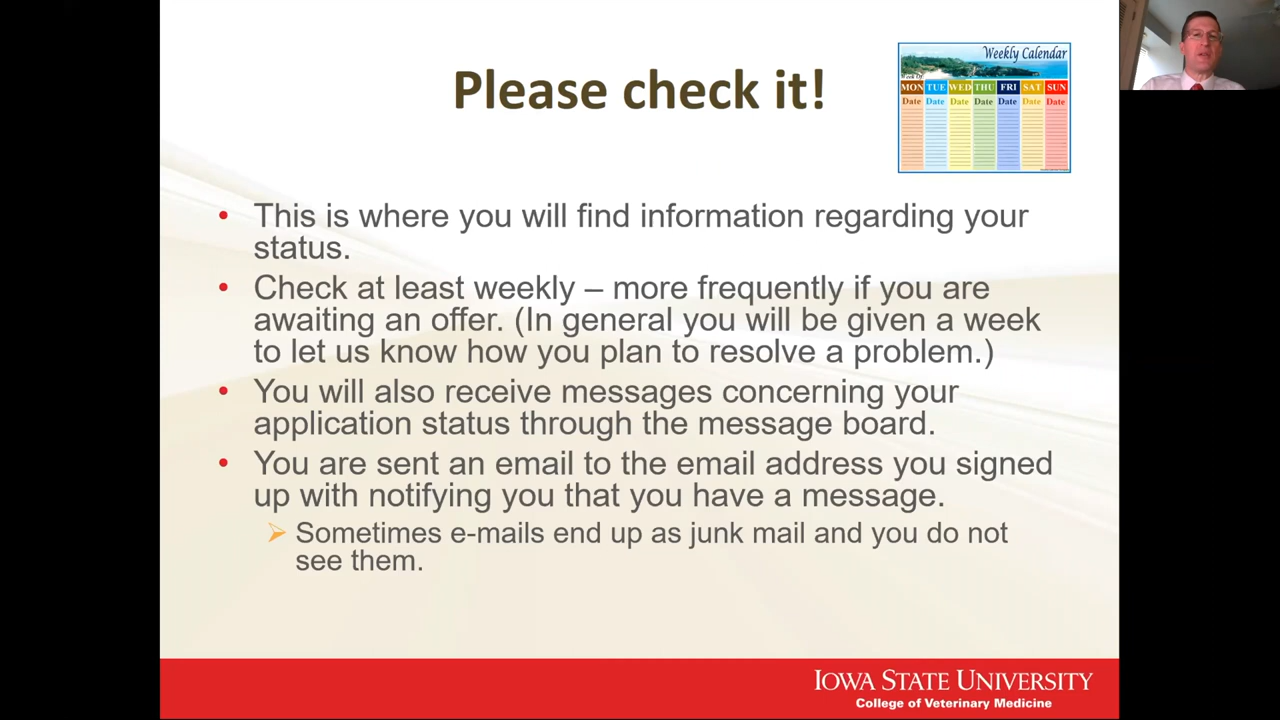 Please check it!
Weekly Calendar
Week Of
MON TUE WED THU FRI SAT SUN
Date Date Date Date Date Date Date
• This is where you will find information regarding your
status.
• Check at least weekly – more frequently if you are
awaiting an offer. (In general you will be given a week
to let us know how you plan to resolve a problem.)
• You will also receive messages concerning your
application status through the message board.
• You are sent an email to the email address you signed
up with notifying you that you have a message.
➢ Sometimes e-mails end up as junk mail and you do not
see them.
IOWA STATE UNIVERSITY
College of Veterinary Medicine